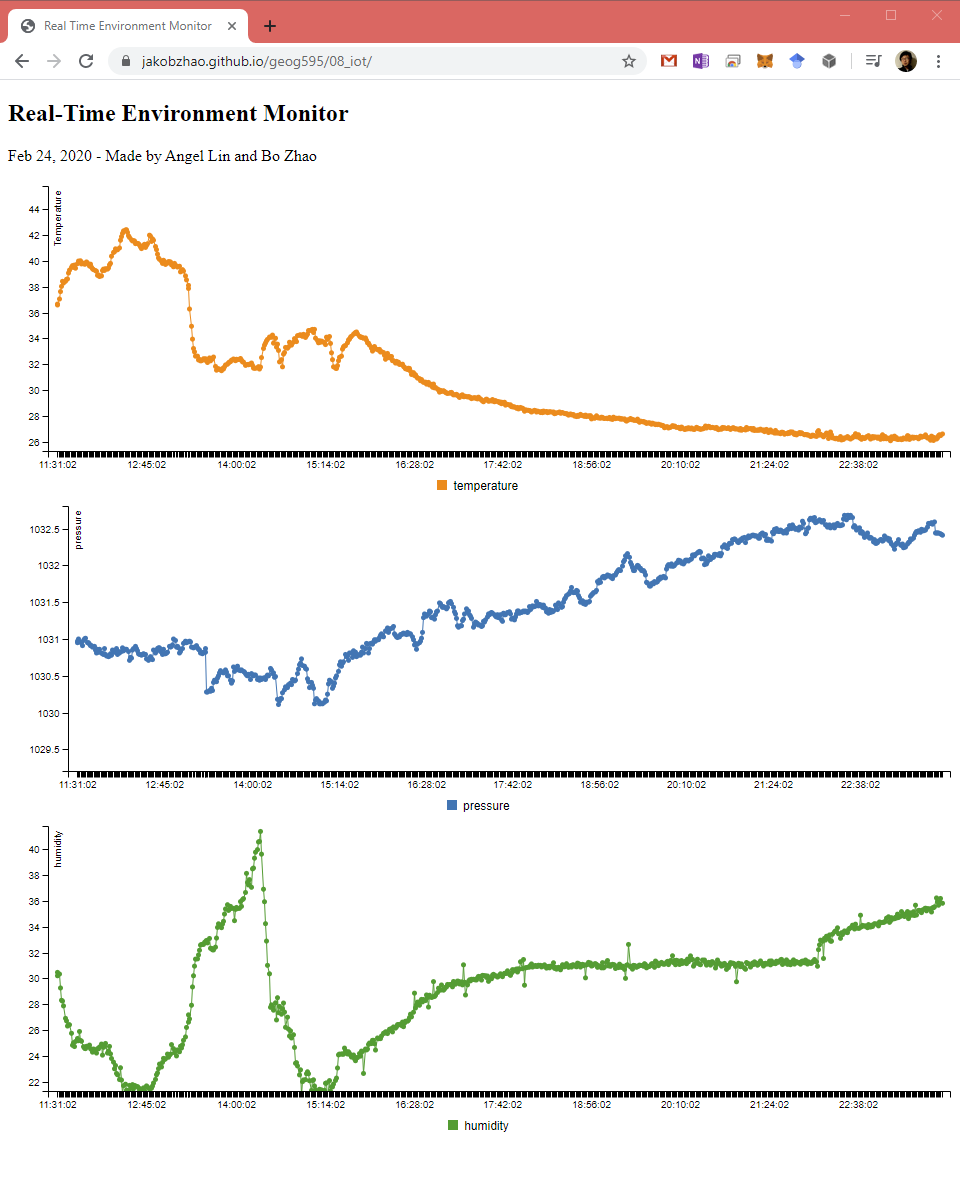 Real Time Environment Monitor
jakobzhao.github.io/geog595/08_iot/
Real-Time Environment Monitor
Feb 24, 2020 - Made by Angel Lin and Bo Zhao
Temperature
44
42
40
38
36
34
32
30
28
26
11:31:02 12:45:02 14:00:02 15:14:02 16:28:02 17:42:02 18:56:02 20:10:02 21:24:02 22:38:02
temperature
pressure
1032.5
1032
1031.5
1031
1030.5
1030
1029.5
11:31:02 12:45:02 14:00:02 15:14:02 16:28:02 17:42:02 18:56:02 20:10:02 21:24:02 22:38:02
pressure
humidity
40
38
36
34
32
30
28
26
24
22
11:31:02 12:45:02 14:00:02 15:14:02 16:28:02 17:42:02 18:56:02 20:10:02 21:24:02 22:38:02
humidity